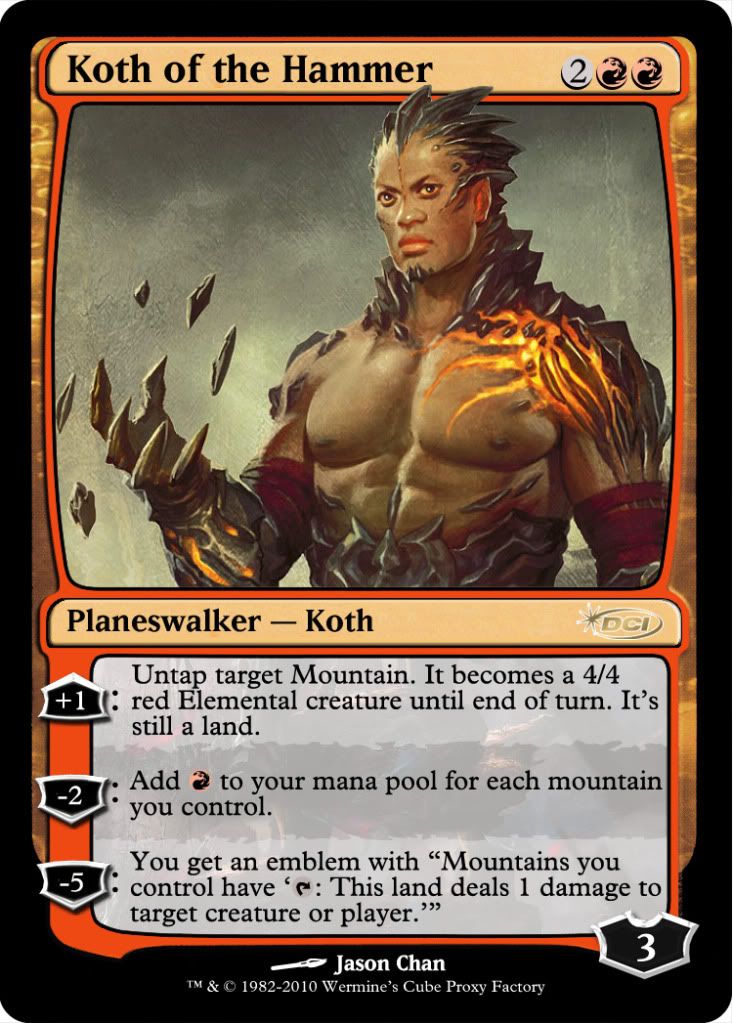 Koth of the Hammer 2
Planeswalker — Koth DCI
Untap target Mountain. It becomes a 4/4
+1 : red Elemental creature until end of turn. It's
still a land.
-2 : Add to your mana pool for each mountain
you control.
You get an emblem with “Mountains you
-5 : control have ‘ : This land deals 1 damage to
target creature or player.’”
3
Jason Chan
™ & © 1982-2010 Wermine's Cube Proxy Factory